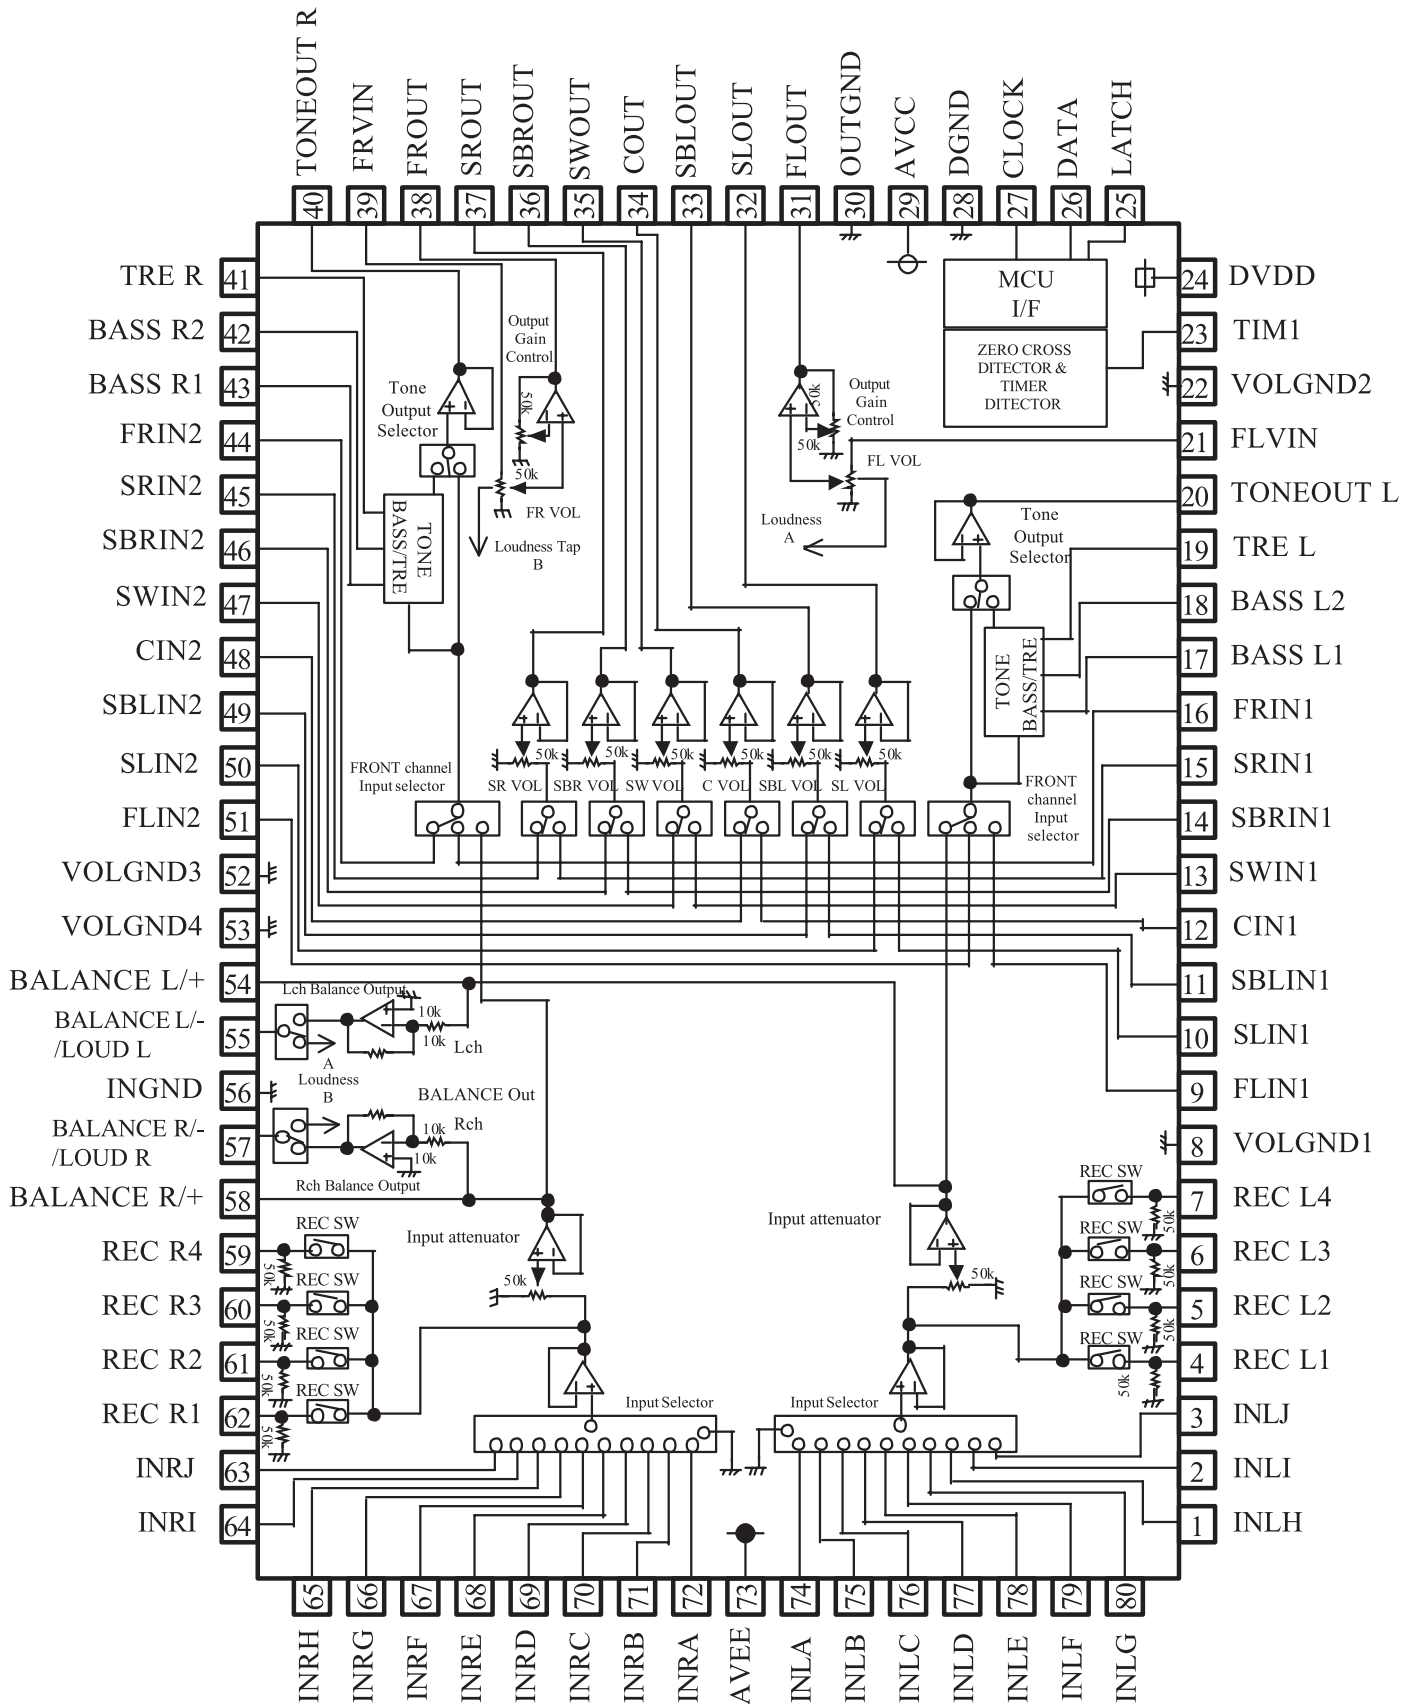 TONEOUT R
FRVIN
FROUT
SROUT
SBROUT
SWOUT
COUT
SBLOUT
SLOUT
FLOUT
OUTGND
AVCC
DGND
CLOCK
DATA
LATCH
40
39
38
37
36
35
34
33
32
31
30
29
28
27
26
25
TRE R
41
BASS R2
42
BASS R1
43
FRIN2
44
SRIN2
45
SBRIN2
46
SWIN2
47
CIN2
48
SBLIN2
49
SLIN2
50
FLIN2
51
VOLGND3
52
VOLGND4
53
BALANCE L/+
54
BALANCE L/-
/LOUD L
55
INGND
56
BALANCE R/-
/LOUD R
57
BALANCE R/+
58
REC R4
59
REC R3
60
REC R2
61
REC R1
62
INRJ
63
INRI
64
MCU
I/F
ZERO CROSS
DITECTOR &
TIMER
DITECTOR
Output
Gain
Control
50k
50k
FR VOL
Loudness Tap
B
Tone
Output
Selector
TONE
BASS/TRE
Output
Gain
Control
50k
50k
FL VOL
Loudness
A
Tone
Output
Selector
TONE
BASS/TRE
50k
50k
50k
50k
50k
50k
FRONT channel
Input selector
SR VOL
SBR VOL
SW VOL
C VOL
SBL VOL
SL VOL
FRONT
channel
Input
selector
Lch Balance Output
10k
10k
Lch
A
Loudness
B
BALANCE Out
Rch
10k
10k
Rch Balance Output
Input attenuator
50k
Input attenuator
50k
REC SW
50k
REC SW
50k
REC SW
50k
REC SW
50k
REC SW
50k
REC SW
50k
REC SW
50k
REC SW
50k
Input Selector
Input Selector
24
DVDD
23
TIM1
22
VOLGND2
21
FLVIN
20
TONEOUT L
19
TRE L
18
BASS L2
17
BASS L1
16
FRIN1
15
SRIN1
14
SBRIN1
13
SWIN1
12
CIN1
11
SBLIN1
10
SLIN1
9
FLIN1
8
VOLGND1
7
REC L4
6
REC L3
5
REC L2
4
REC L1
3
INLJ
2
INLI
1
INLH
65
66
67
68
69
70
71
72
73
74
75
76
77
78
79
80
INRH
INRG
INRF
INRE
INRD
INRC
INRB
INRA
AVEE
INLA
INLB
INLC
INLD
INLE
INLF
INLG